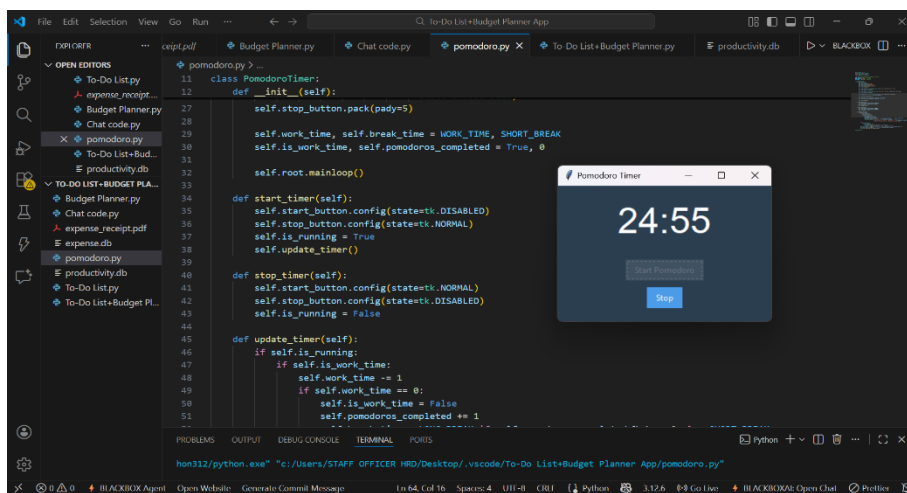 File Edit Selection View Go Run ... To-Do List+Budget Planner App
EXPLORER ...
OPEN EDITORS
To-Do List.py
expense_receipt....
Budget Planner.py
Chat code.py
pomodoro.py
To-Do List+Bud...
productivity.db
TO-DO LIST+BUDGET PLA...
Budget Planner.py
Chat code.py
expense_receipt.pdf
expense.db
pomodoro.py
productivity.db
To-Do List.py
To-Do List+Budget Pl...
ceipt.pdf Budget Planner.py Chat code.py pomodoro.py To-Do List+Budget Planner.py productivity.db BLACKBOX
pomodoro.py > ...
11 class PomodoroTimer:
12 def __init__(self):
27 self.stop_button.pack(pady=5)
28
29 self.work_time, self.break_time = WORK_TIME, SHORT_BREAK
30 self.is_work_time, self.pomodoros_completed = True, 0
31
32 self.root.mainloop()
33
34 def start_timer(self):
35 self.start_button.config(state=tk.DISABLED)
36 self.stop_button.config(state=tk.NORMAL)
37 self.is_running = True
38 self.update_timer()
39
40 def stop_timer(self):
41 self.start_button.config(state=tk.NORMAL)
42 self.stop_button.config(state=tk.DISABLED)
43 self.is_running = False
44
45 def update_timer(self):
46 if self.is_running:
47 if self.is_work_time:
48 self.work_time -= 1
49 if self.work_time == 0:
50 self.is_work_time = False
51 self.pomodoros_completed += 1
Pomodoro Timer
24:55
Start Pomodoro
Stop
PROBLEMS OUTPUT DEBUG CONSOLE TERMINAL PORTS Python
hon312/python.exe" "c:/Users/STAFF OFFICER HRD/Desktop/.vscode/To-Do List+Budget Planner App/pomodoro.py"
0 0 BLACKBOX Agent Open Website Generate Commit Message Ln 64, Col 16 Spaces: 4 UTF-8 CRLF Python 3.12.6 Go Live BLACKBOXAI: Open Chat Prettier